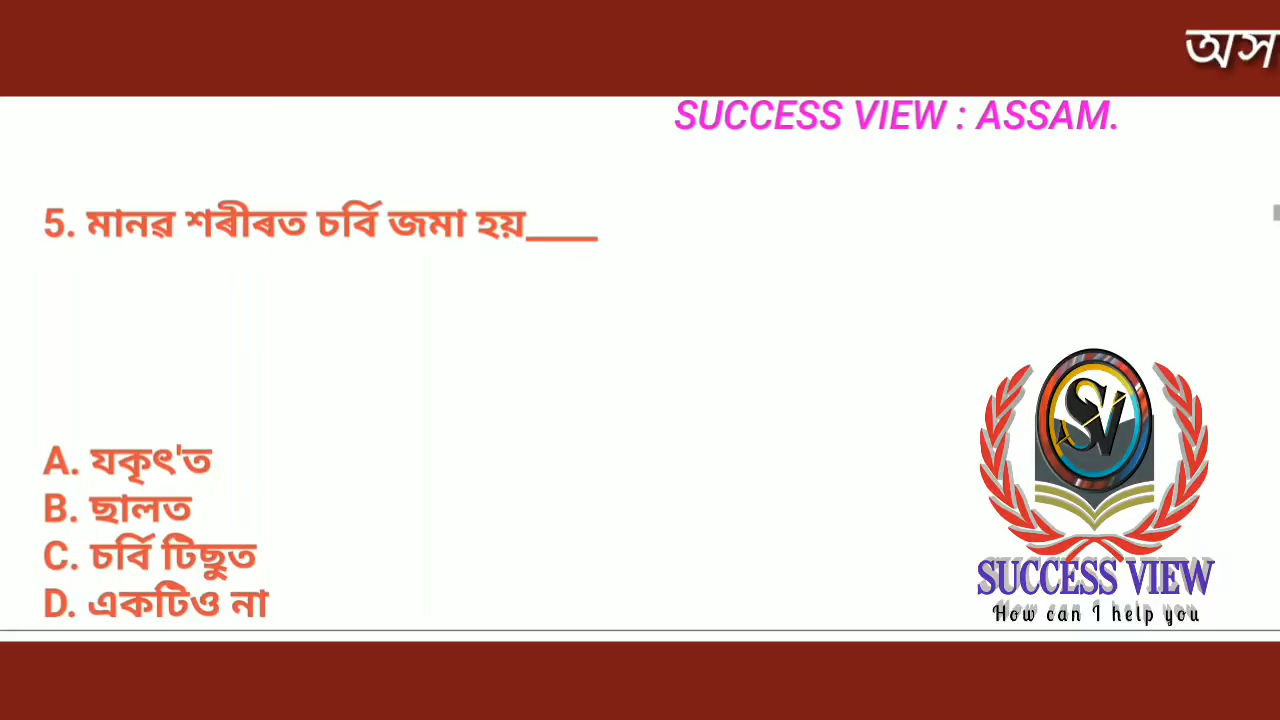 অস
SUCCESS VIEW : ASSAM.
5. মানৱ শৰীৰত চৰ্বি জমা হয়____
A. যকৃৎ'ত
B. ছালত
C. চৰ্বি টিছুত
D. একটিও না
SV
SUCCESS VIEW
How can I help you